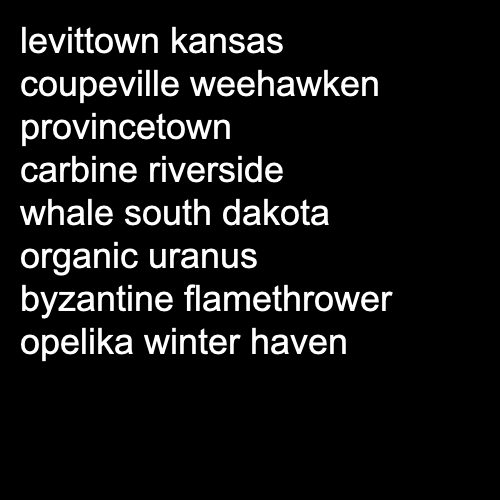 levittown kansas
coupeville weehawken
provincetown
carbine riverside
whale south dakota
organic uranus
byzantine flamethrower
opelika winter haven